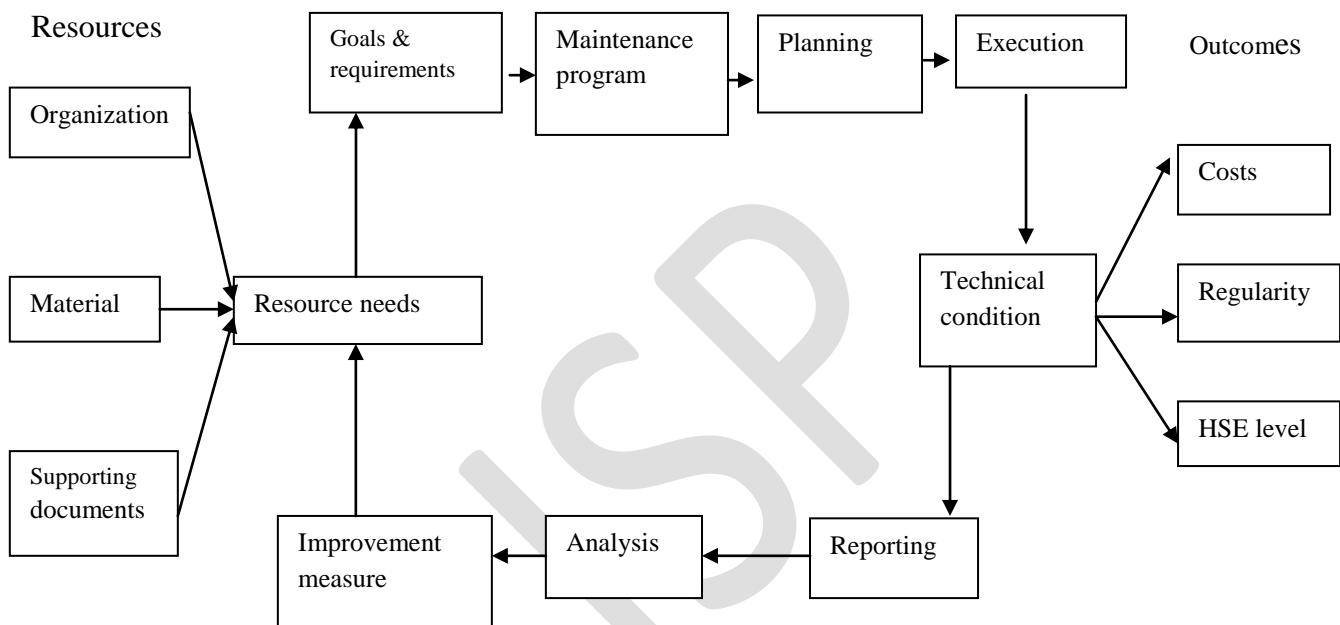 Resources
Goals &
requirements
Maintenance
program
Planning
Execution
Outcomes
Organization
Costs
Material
Resource needs
Technical
condition
Regularity
HSE level
Supporting
documents
Improvement
measure
Analysis
Reporting
ISP